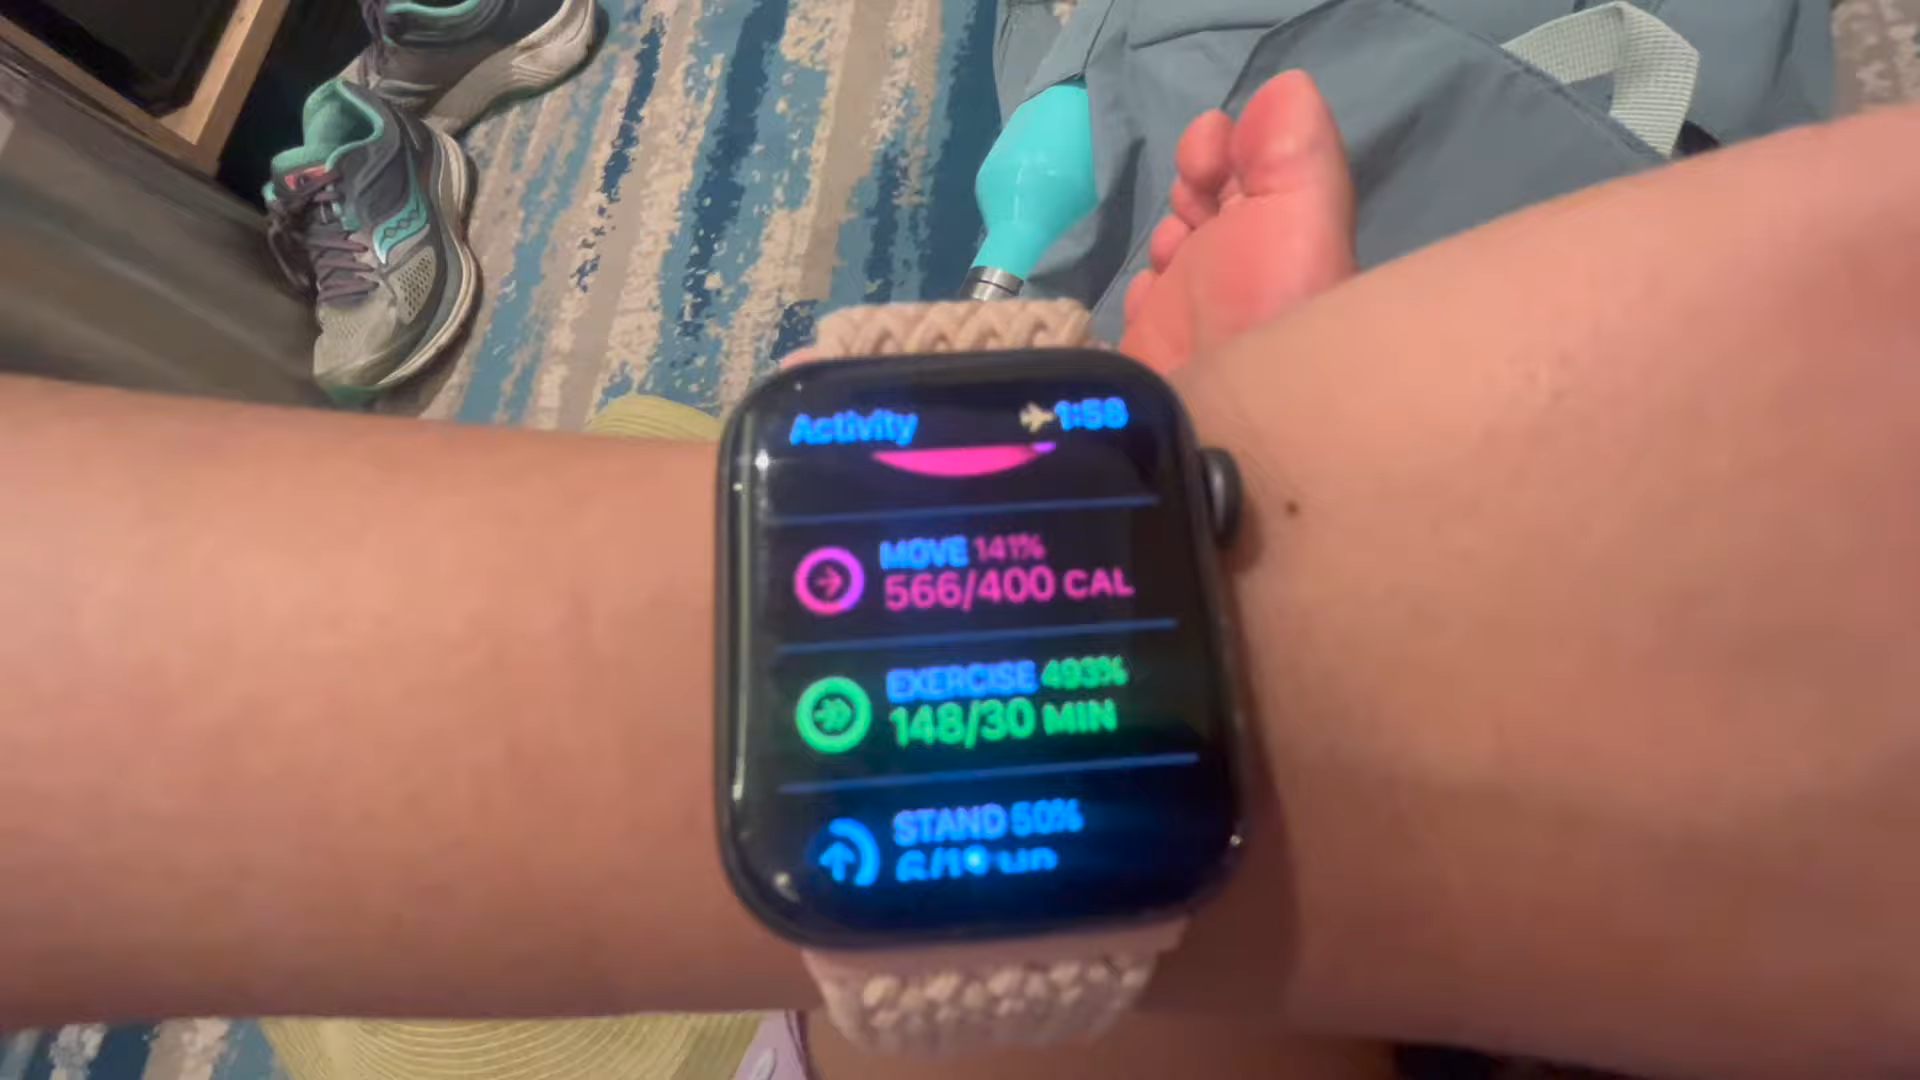 Activity 1:58
MOVE 141%
566/400 CAL
EXERCISE 493%
148/30 MIN
STAND 50%